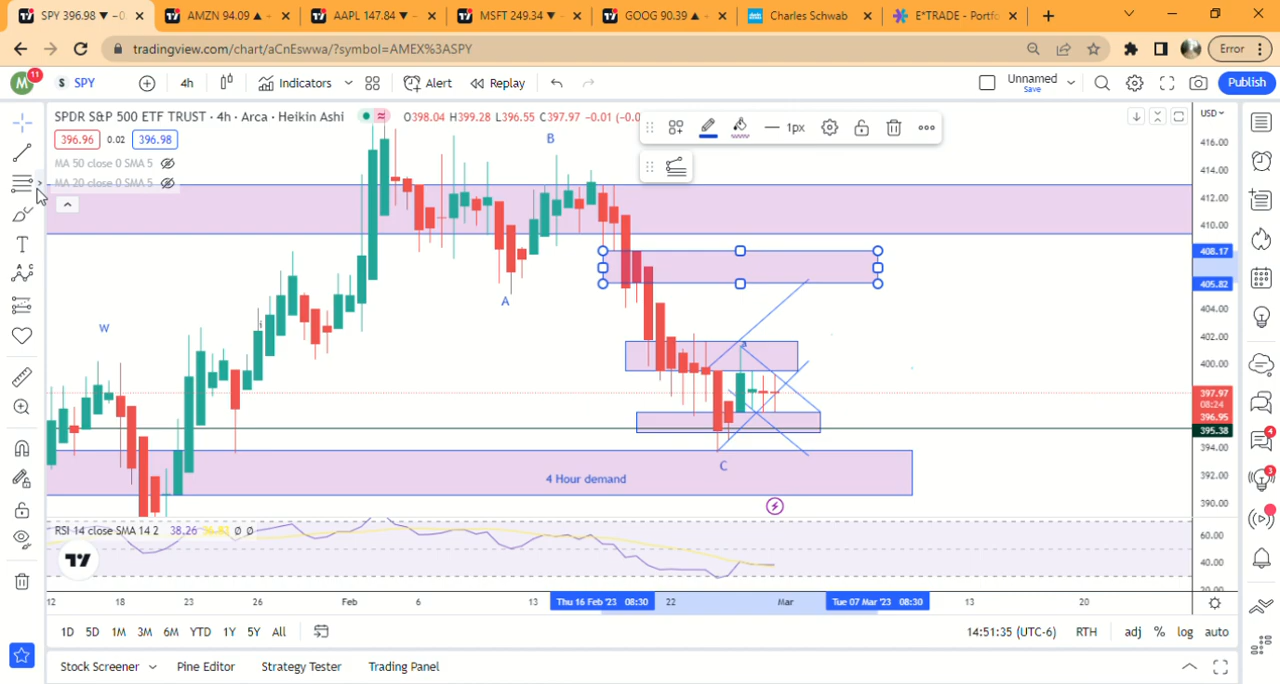 SPY 396.98 ▼ −0
AMZN 94.09 ▲ +
AAPL 147.84 ▼ −
MSFT 249.34 ▼ −
GOOG 90.39 ▲ +
Charles Schwab
E*TRADE - Portfo
tradingview.com/chart/aCnEswwa/?symbol=AMEX%3ASPY
Error
M 11
$ SPY
4h
Indicators
Alert
Replay
Unnamed
Save
Publish
SPDR S&P 500 ETF TRUST · 4h · Arca · Heikin Ashi
O398.04 H399.28 L396.55 C397.97 −0.01 (−0.0
1px
USD
396.96 0.02 396.98
MA 50 close 0 SMA 5
MA 20 close 0 SMA 5
B
A
W
i
a
C
4 Hour demand
416.00
414.00
412.00
410.00
408.17
405.82
404.00
402.00
400.00
397.97
08:24
396.95
395.38
394.00
392.00
390.00
RSI 14 close SMA 14 2 38.26 Ø Ø
60.00
40.00
20.00
12 18 23 26 Feb 6 13 Thu 16 Feb '23 08:30 22 Mar Tue 07 Mar '23 08:30 13 20
1D 5D 1M 3M 6M YTD 1Y 5Y All
14:51:35 (UTC-6) RTH adj % log auto
Stock Screener Pine Editor Strategy Tester Trading Panel
4
3